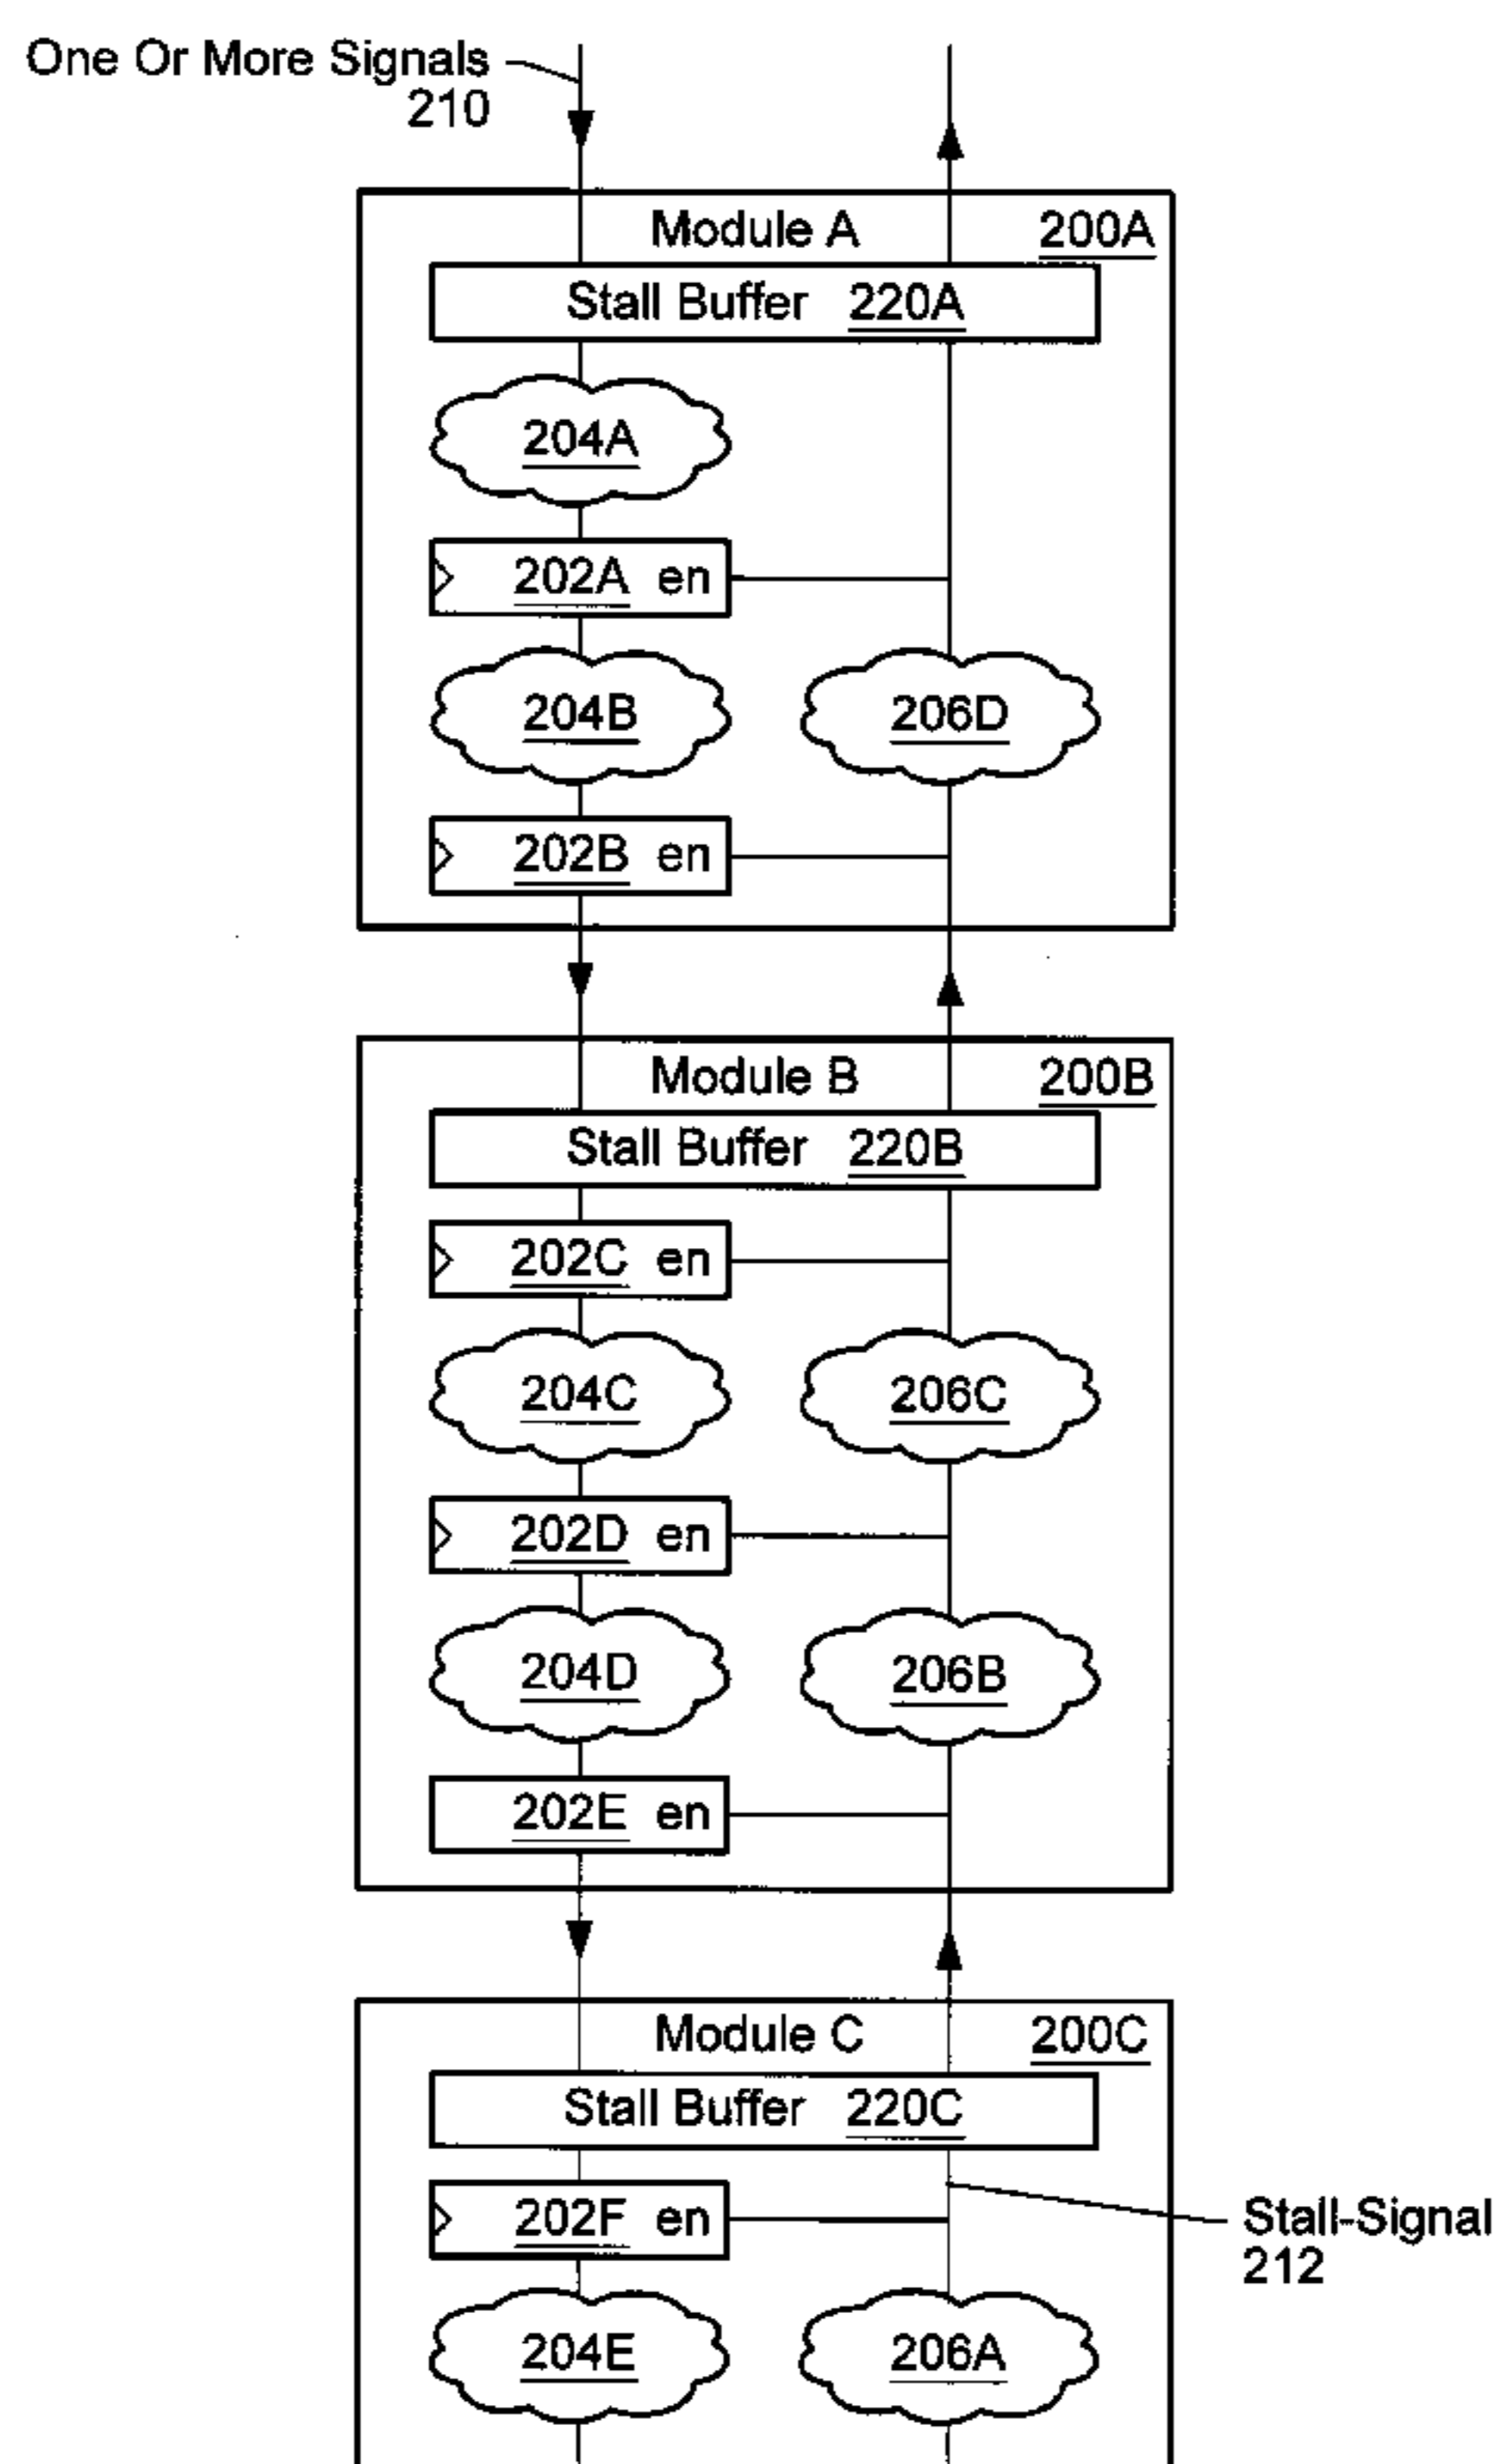 One Or More Signals
210
Module A 200A
Stall Buffer 220A
204A
202A en
204B 206D
202B en
Module B 200B
Stall Buffer 220B
202C en
204C 206C
202D en
204D 206B
202E en
Module C 200C
Stall Buffer 220C
202F en
Stall-Signal
212
204E 206A